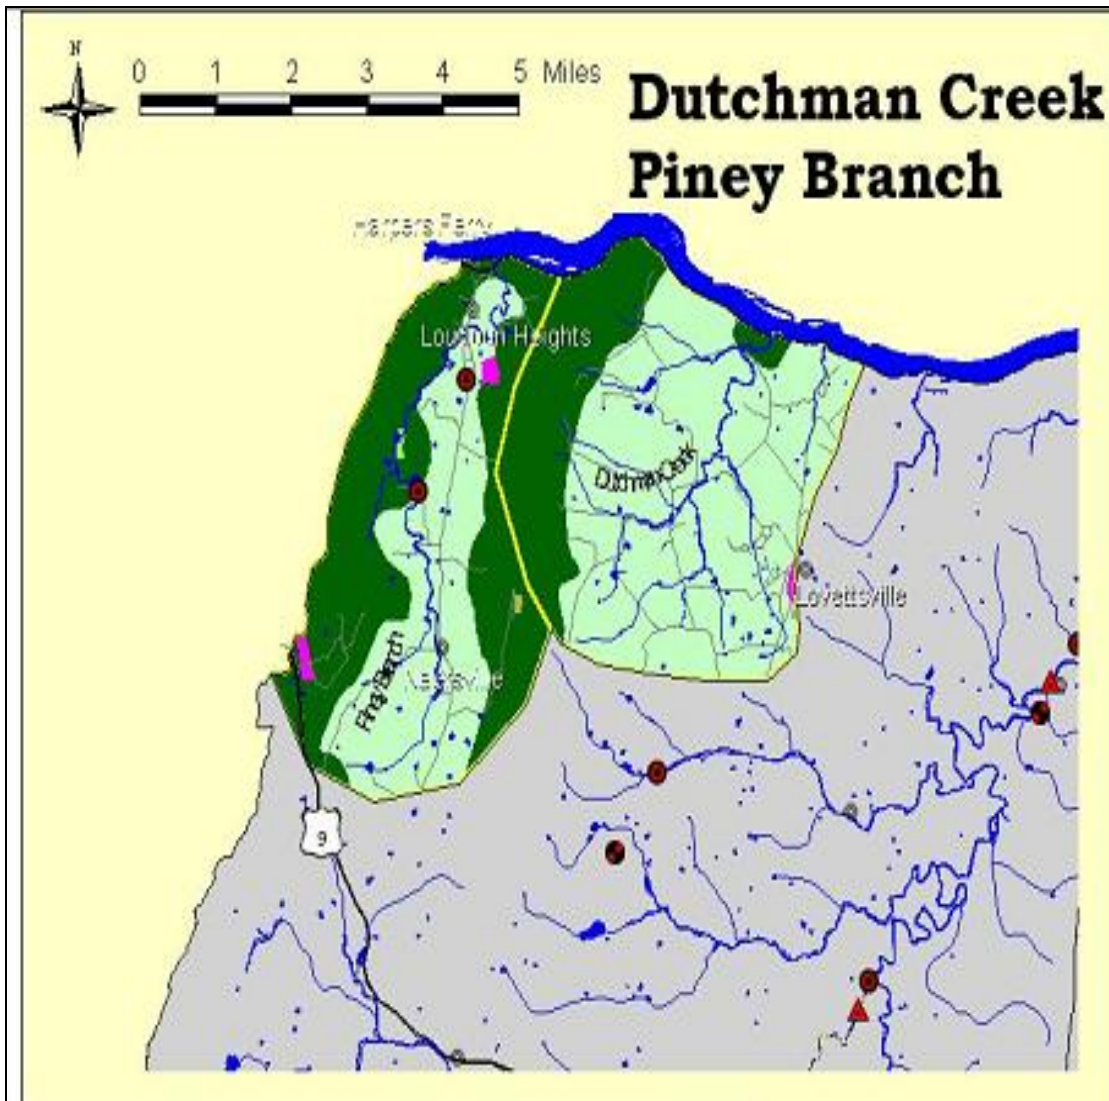 N
0 1 2 3 4 5 Miles
Dutchman Creek
Piney Branch
Harpers Ferry
Loudoun Heights
Dutchman Creek
Lovettsville
Piney Branch
Neersville
9